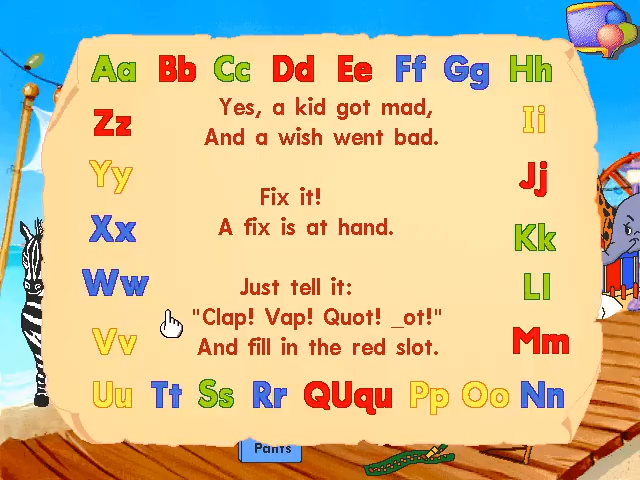 Aa Bb Cc Dd Ee Ff Gg Hh
Zz
Yes, a kid got mad,
Ii
And a wish went bad.
Yy
Jj
Fix it!
Xx
A fix is at hand.
Kk
Ww
Just tell it:
Ll
"Clap! Vap! Quot! _ot!"
Vv
And fill in the red slot.
Mm
Uu Tt Ss Rr QUqu Pp Oo Nn
Pants